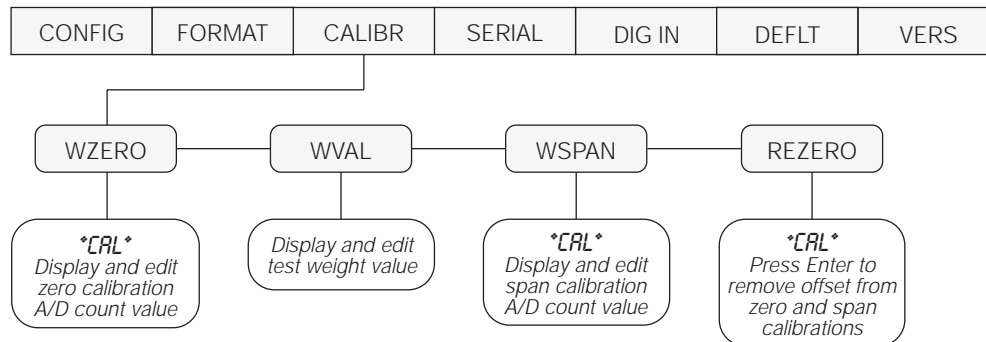 CONFIG FORMAT CALIBR SERIAL DIG IN DEFLT VERS
WZERO WVAL WSPAN REZERO
*CAL*
Display and edit
zero calibration
A/D count value
Display and edit
test weight value
*CAL*
Display and edit
span calibration
A/D count value
*CAL*
Press Enter to
remove offset from
zero and span
calibrations